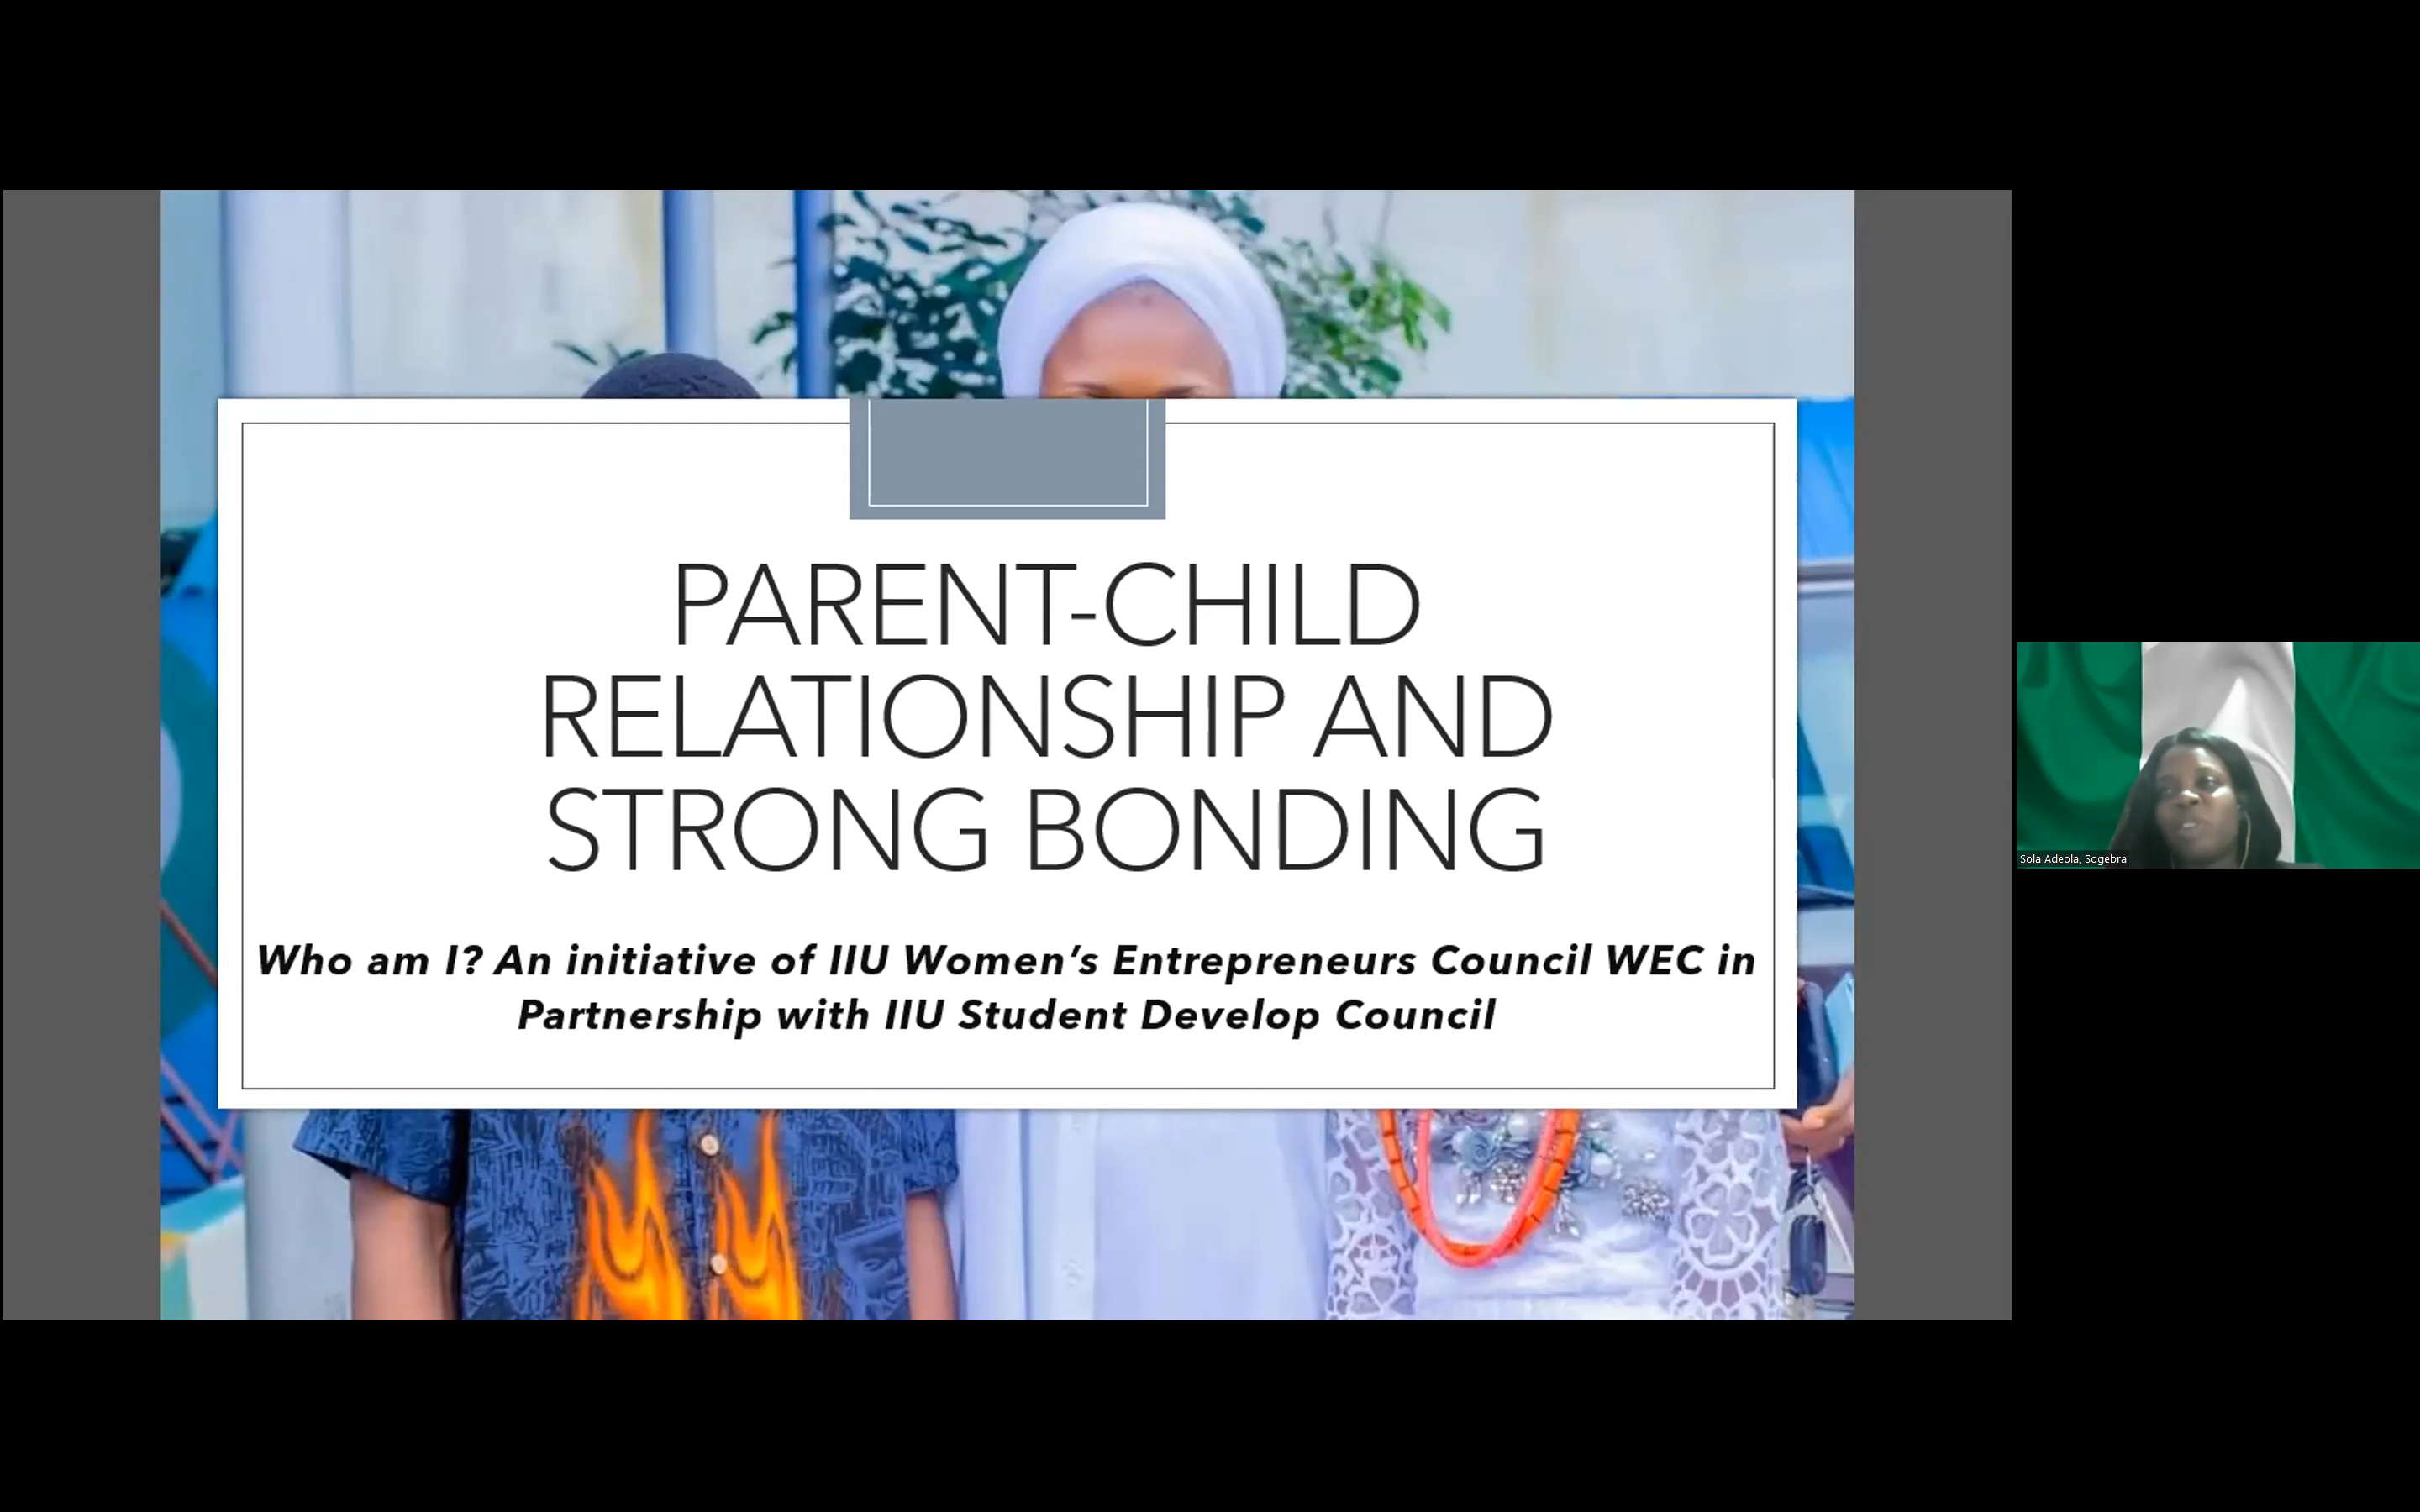 PARENT-CHILD
RELATIONSHIP AND
STRONG BONDING
Who am I? An initiative of IIU Women’s Entrepreneurs Council WEC in
Partnership with IIU Student Develop Council
Sola Adeola, Sogebra